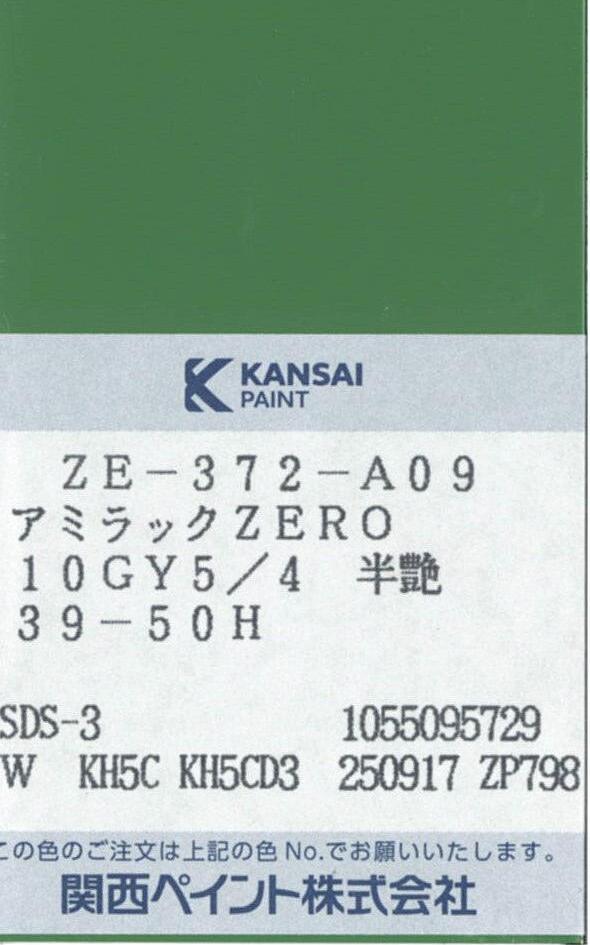 KANSAI
PAINT
ZE-372-A09
アミラックZERO
10GY5/4 半艶
39-50H
SDS-3 1055095729
W KH5C KH5CD3 250917 ZP798
この色のご注文は上記の色No.でお願いいたします。
関西ペイント株式会社